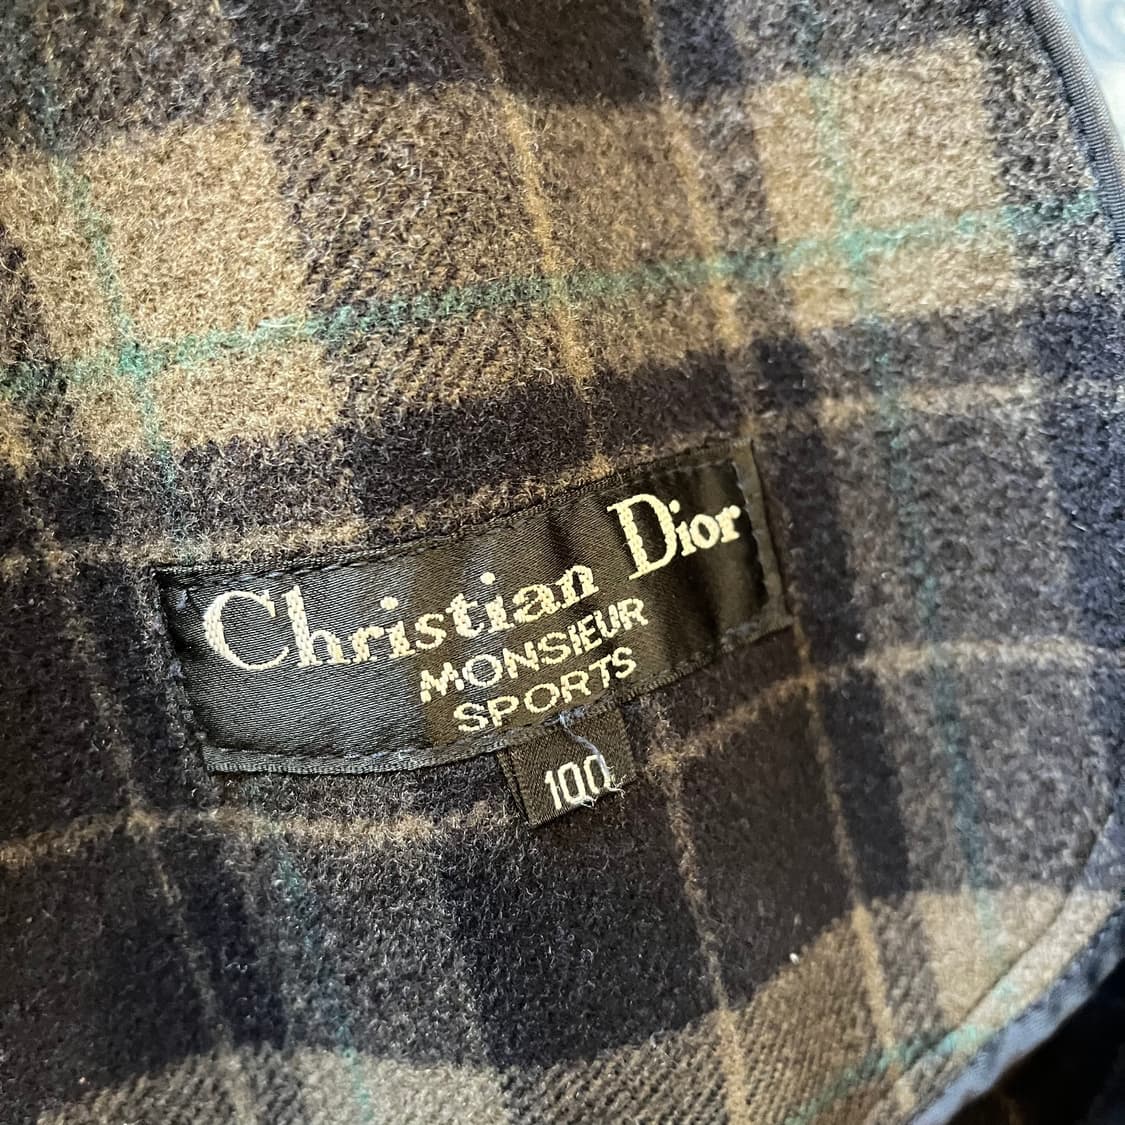 Christian Dior
MONSIEUR
SPORTS
100